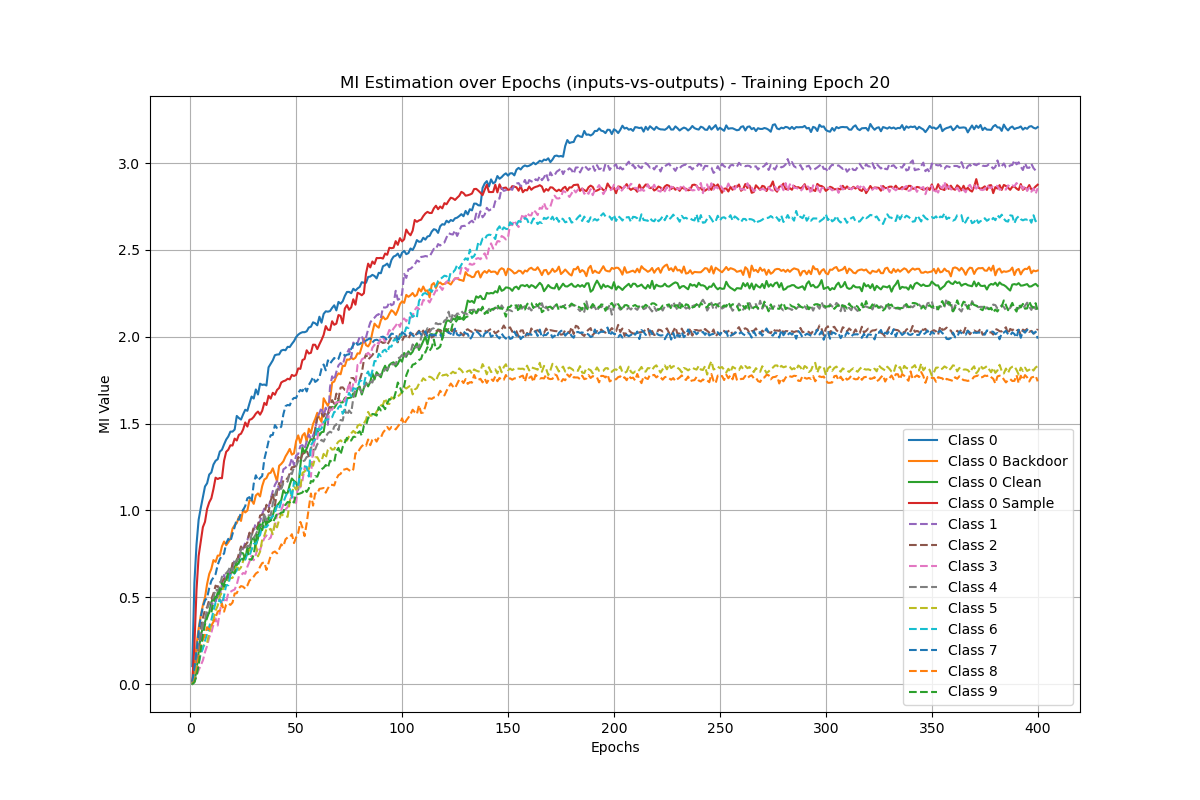 MI Estimation over Epochs (inputs-vs-outputs) - Training Epoch 20
MI Value
3.0
2.5
2.0
1.5
1.0
0.5
0.0
0 50 100 150 200 250 300 350 400
Epochs
Class 0
Class 0 Backdoor
Class 0 Clean
Class 0 Sample
Class 1
Class 2
Class 3
Class 4
Class 5
Class 6
Class 7
Class 8
Class 9